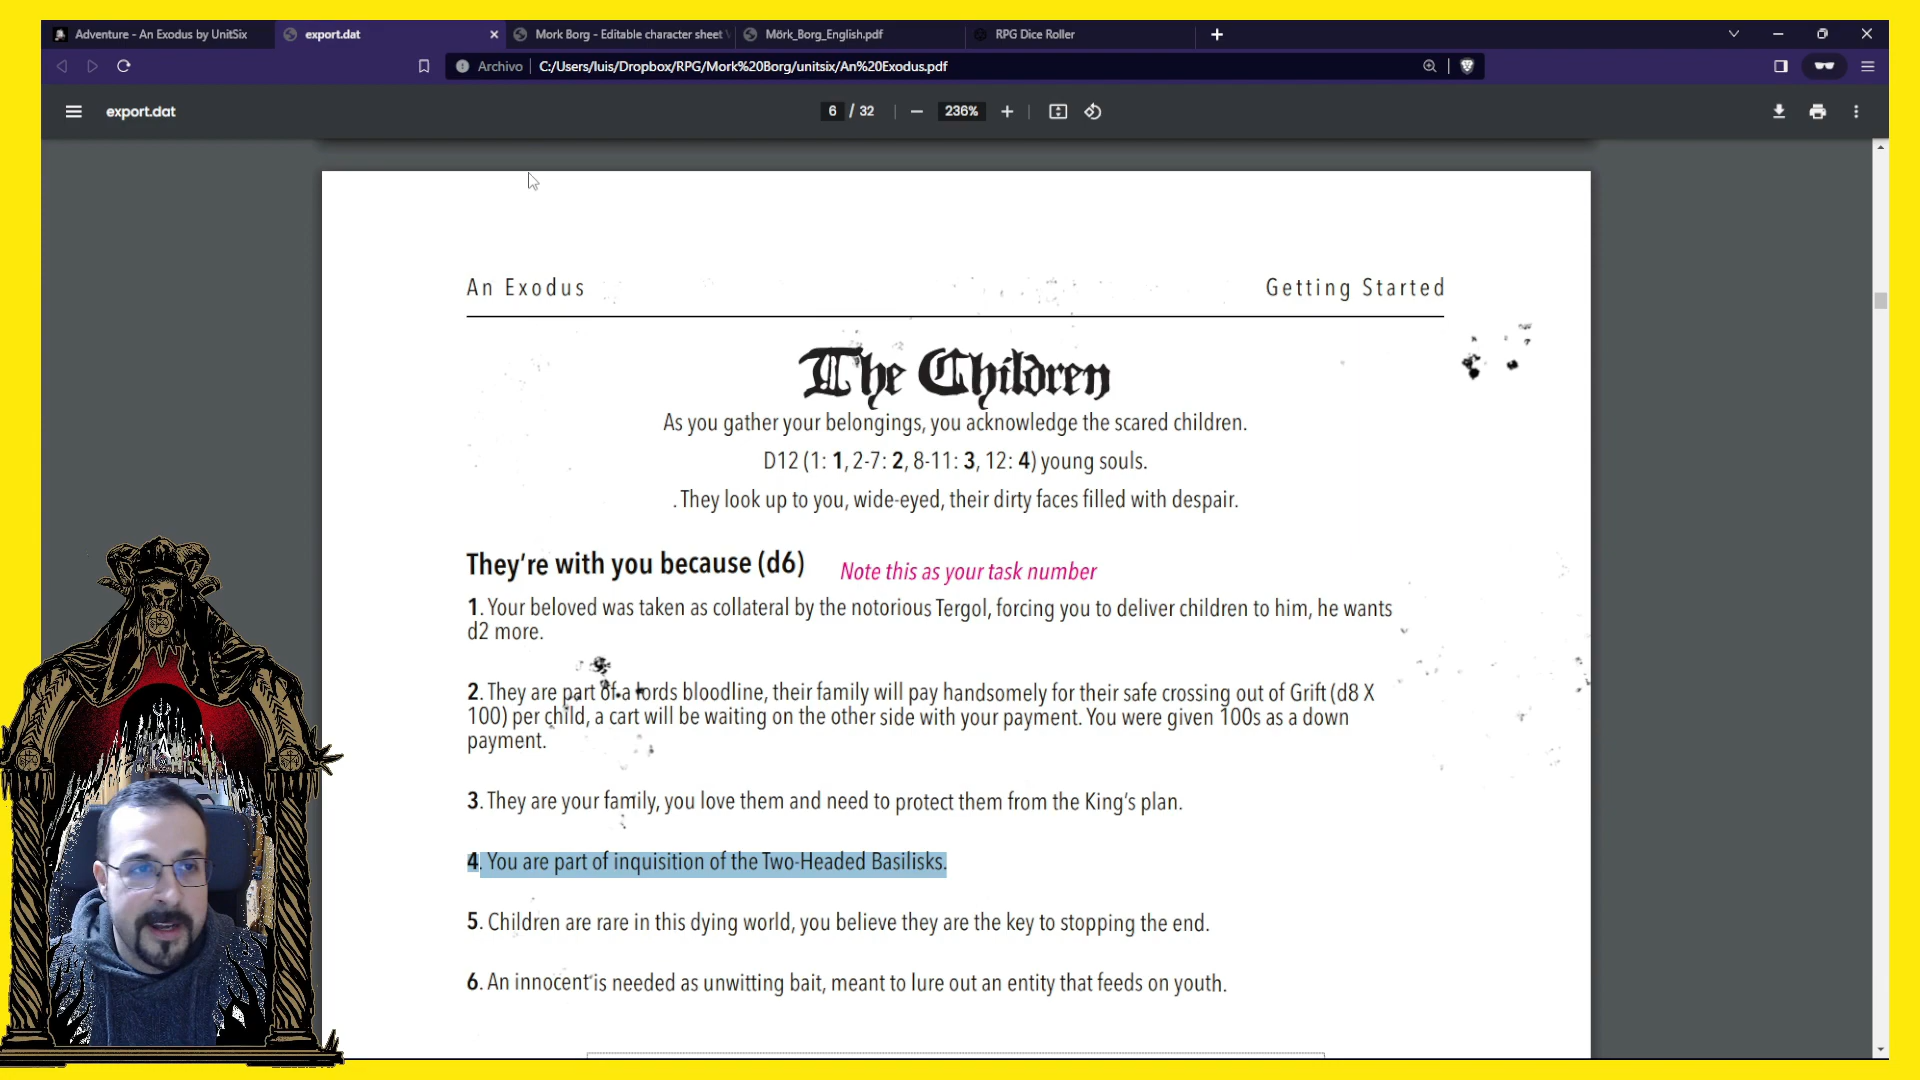 Adventure - An Exodus by UnitSix
export.dat
Mork Borg - Editable character sheet
Mörk_Borg_English.pdf
RPG Dice Roller
Archivo
C:/Users/luis/Dropbox/RPG/Mork%20Borg/unitsix/An%20Exodus.pdf
export.dat
6 / 32
236%
An Exodus
Getting Started
The Children
As you gather your belongings, you acknowledge the scared children.
D12 (1: 1, 2-7: 2, 8-11: 3, 12: 4) young souls.
. They look up to you, wide-eyed, their dirty faces filled with despair.
They're with you because (d6)
Note this as your task number
1. Your beloved was taken as collateral by the notorious Tergol, forcing you to deliver children to him, he wants
d2 more.
2. They are part of a lords bloodline, their family will pay handsomely for their safe crossing out of Grift (d8 X
100) per child, a cart will be waiting on the other side with your payment. You were given 100s as a down
payment.
3. They are your family, you love them and need to protect them from the King's plan.
4. You are part of inquisition of the Two-Headed Basilisks.
5. Children are rare in this dying world, you believe they are the key to stopping the end.
6. An innocent is needed as unwitting bait, meant to lure out an entity that feeds on youth.